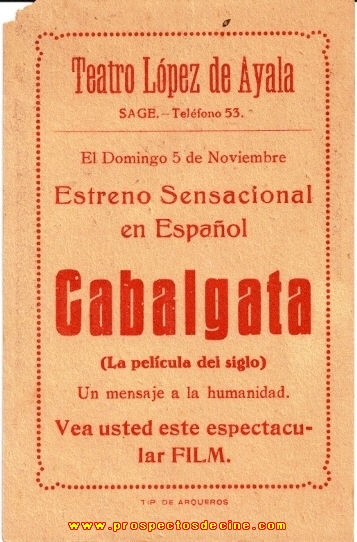 Teatro López de Ayala
SAGE.—Teléfono 53.
El Domingo 5 de Noviembre
Estreno Sensacional
en Español
Cabalgata
(La película del siglo)
Un mensaje a la humanidad.
Vea usted este espectacu-
lar FILM.
TIP. DE ARQUEROS
www.prospectosdecine.com